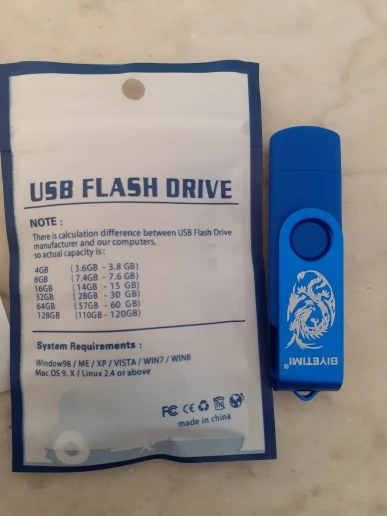 USB FLASH DRIVE
NOTE :
There is calculation difference between USB Flash Drive
manufacturer and our computers,
so actual capacity is :
4GB (3.6GB - 3.8 GB)
8GB (7.4GB - 7.6 GB)
16GB (14GB - 15 GB)
32GB (28GB - 30 GB)
64GB (57GB - 60 GB)
128GB (110GB - 120GB)
System Requirements :
Window98 / ME / XP / VISTA / WIN7 / WIN8
Mac OS 9. X / Linux 2.4 or above
FC CE
made in china
BIYETIMI®